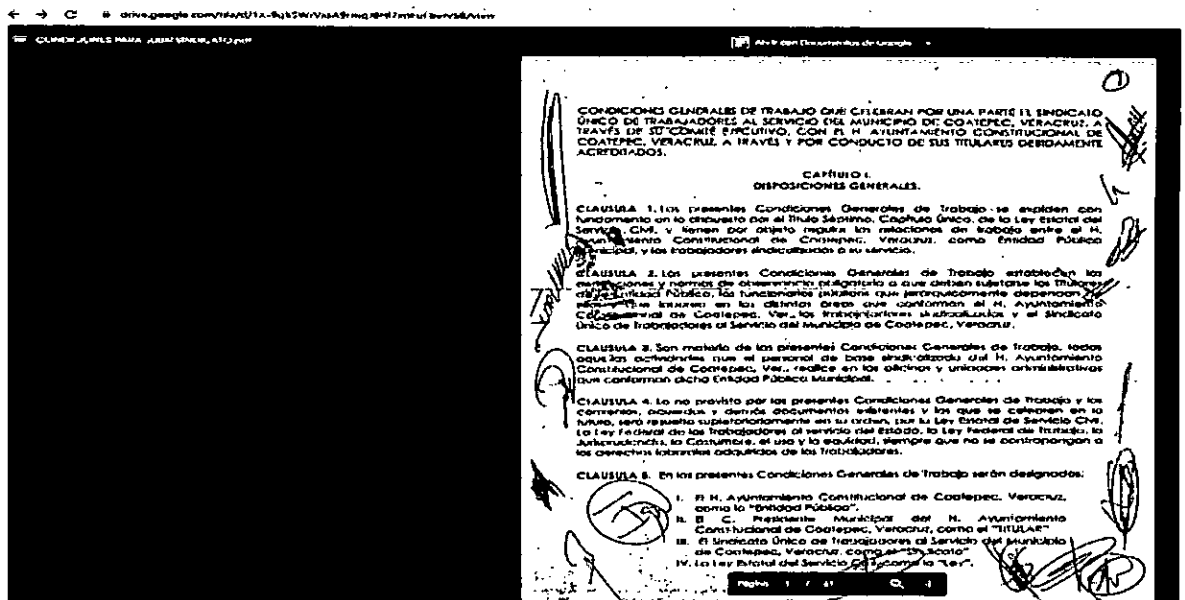 CONDICIONES GENERALES DE TRABAJO QUE CELEBRAN POR UNA PARTE EL SINDICATO
ÚNICO DE TRABAJADORES AL SERVICIO DEL MUNICIPIO DE COATEPEC, VERACRUZ, A
TRAVÉS DE SU COMITÉ EJECUTIVO, CON EL H. AYUNTAMIENTO CONSTITUCIONAL DE
COATEPEC, VERACRUZ, A TRAVÉS Y POR CONDUCTO DE SUS TITULARES DEBIDAMENTE
ACREDITADOS.
CAPÍTULO I.
DISPOSICIONES GENERALES.
CLAUSULA 1. Las presentes Condiciones Generales de Trabajo se expiden con
fundamento en lo dispuesto por el Título Séptimo, Capítulo Único, de la Ley Estatal del
Servicio Civil, y tienen por objeto regular las relaciones de trabajo entre el H.
Ayuntamiento Constitucional de Coatepec, Veracruz, como Entidad Pública
Municipal, y los trabajadores sindicalizados a su servicio.
CLAUSULA 2. Las presentes Condiciones Generales de Trabajo establecen las
y normas de observancia obligatoria a que deben sujetarse los Titulares
Entidad Pública, los funcionarios públicos que jerárquicamente dependan
en las distintas áreas que conforman el H. Ayuntamiento
Constitucional de Coatepec, Ver., los trabajadores sindicalizados y el Sindicato
Único de Trabajadores al Servicio del Municipio de Coatepec, Veracruz.
CLAUSULA 3. Son materia de las presentes Condiciones Generales de Trabajo, todas
aquellas actividades que el personal de base sindicalizado del H. Ayuntamiento
Constitucional de Coatepec, Ver., realice en las oficinas y unidades administrativas
que conforman dicha Entidad Pública Municipal.
CLAUSULA 4. Lo no previsto por las presentes Condiciones Generales de Trabajo y los
convenios, acuerdos y demás documentos existentes y los que se celebren en lo
futuro, será resuelto supletoriamente en su orden, por la Ley Estatal de Servicio Civil,
La Ley Federal de los Trabajadores al servicio del Estado, la Ley Federal del Trabajo, la
Jurisprudencia, la Costumbre, el uso y la equidad, siempre que no se contrapongan a
los derechos laborales adquiridos de los Trabajadores.
CLAUSULA 5. En las presentes Condiciones Generales de Trabajo serán designados:
I. El H. Ayuntamiento Constitucional de Coatepec, Veracruz,
como la "Entidad Pública".
II. El C. Presidente Municipal del H. Ayuntamiento
Constitucional de Coatepec, Veracruz, como el "TITULAR"
III. El Sindicato Único de Trabajadores al Servicio del Municipio
de Coatepec, Veracruz, como el "Sindicato"
IV. La Ley Estatal del Servicio Civil, como la "Ley".
Página 1 / 41